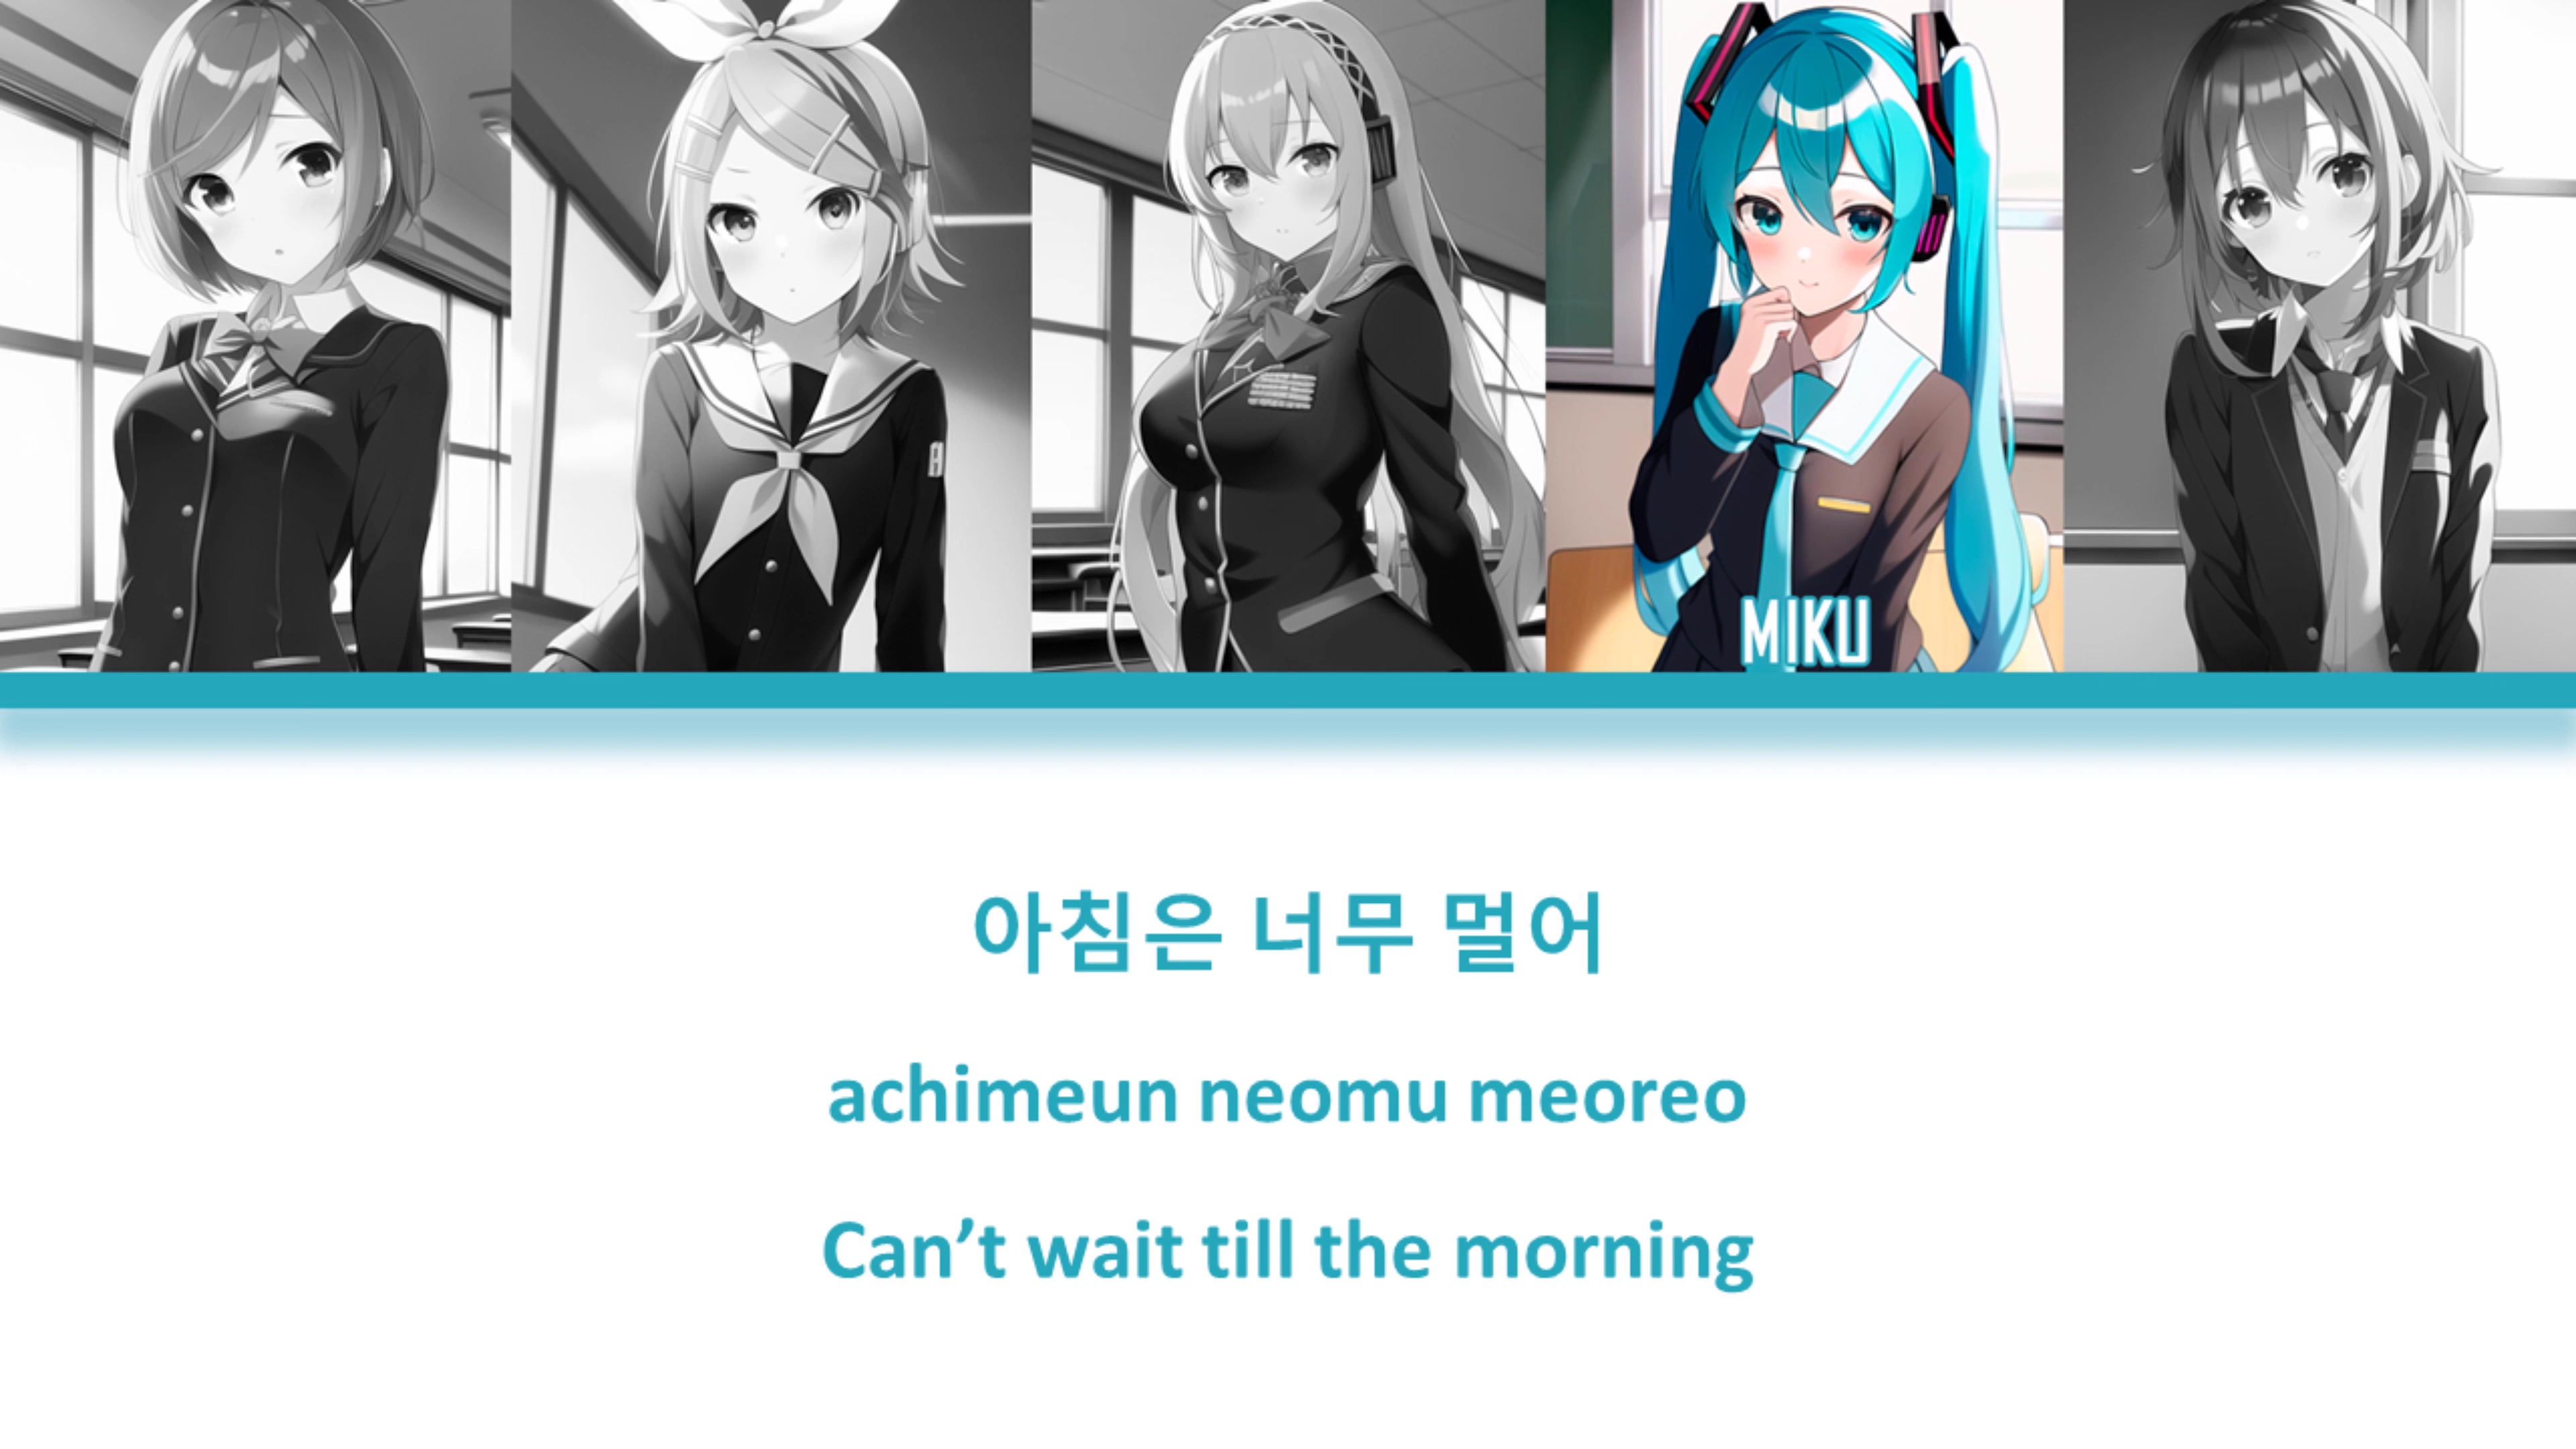 MIKU
아침은 너무 멀어
achimeun neomu meoreo
Can’t wait till the morning